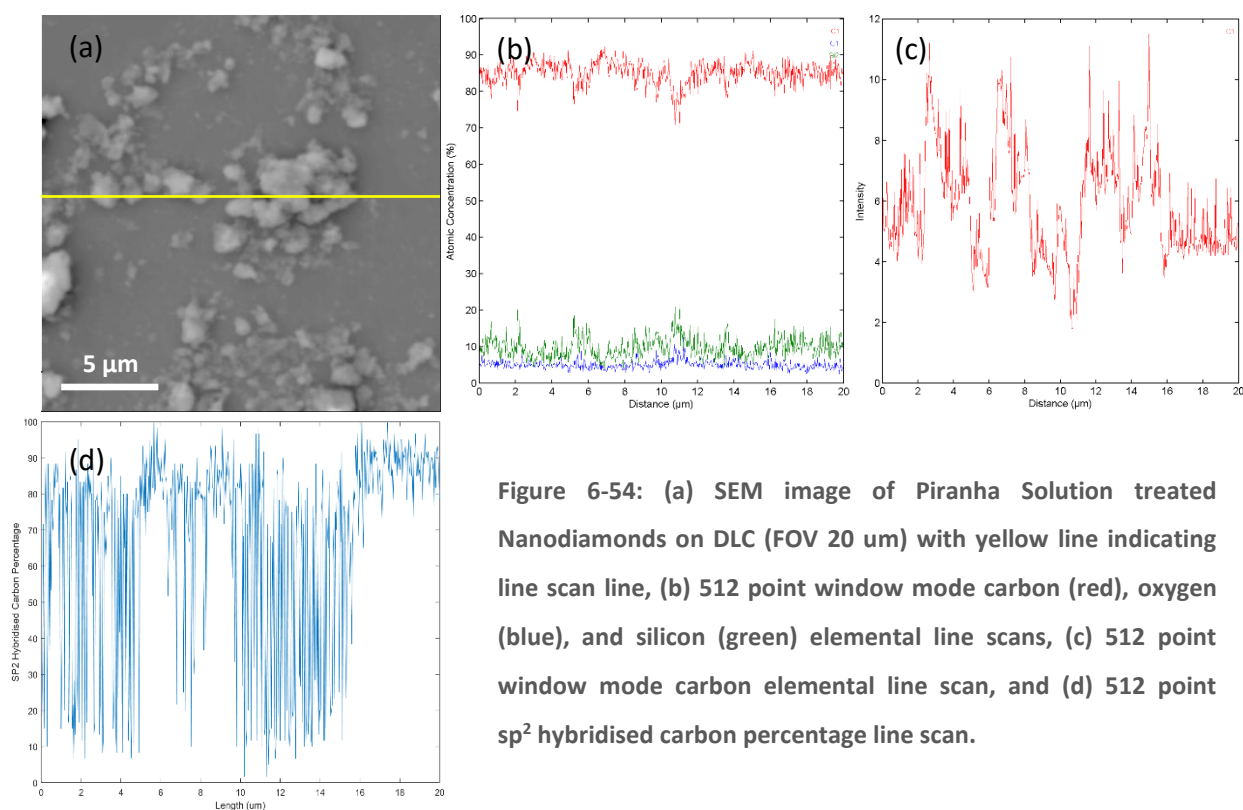 (a)
5 µm
(b)
C1
C1
100
90
80
70
60
50
40
30
20
10
0
Atomic Concentration (%)
0 2 4 6 8 10 12 14 16 18 20
Distance (µm)
(c)
C1
12
10
8
6
4
2
0
Intensity
0 2 4 6 8 10 12 14 16 18 20
Distance (µm)
(d)
100
90
80
70
60
50
40
30
20
10
0
SP2 Hybridised Carbon Percentage
0 2 4 6 8 10 12 14 16 18 20
Length (um)
Figure 6-54: (a) SEM image of Piranha Solution treated
Nanodiamonds on DLC (FOV 20 um) with yellow line indicating
line scan line, (b) 512 point window mode carbon (red), oxygen
(blue), and silicon (green) elemental line scans, (c) 512 point
window mode carbon elemental line scan, and (d) 512 point
sp² hybridised carbon percentage line scan.